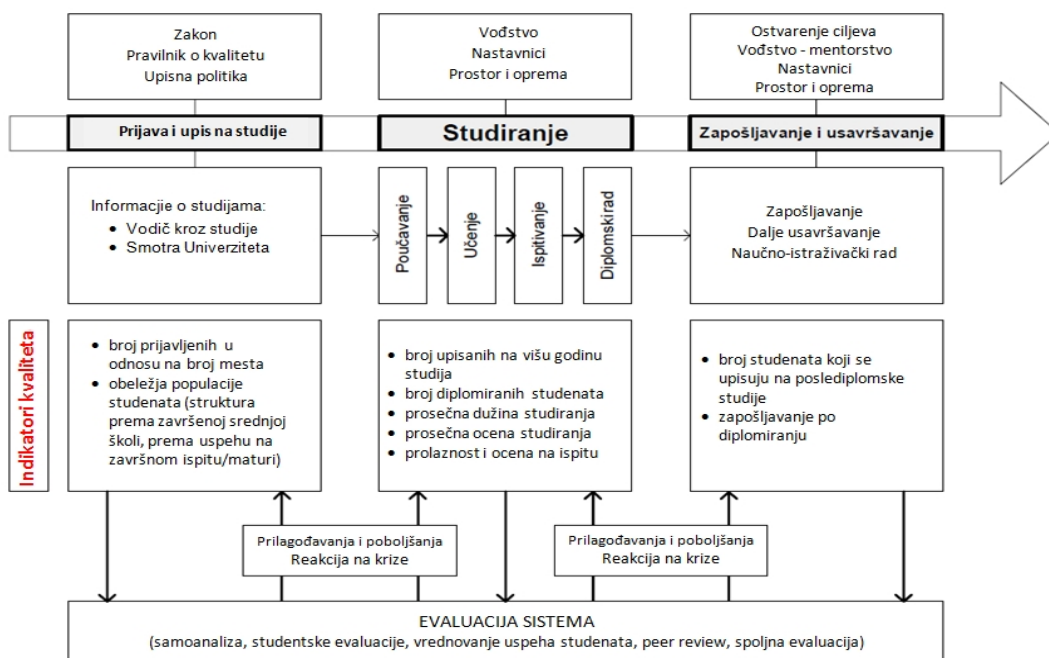 Zakon
Pravilnik o kvalitetu
Upisna politika
Vođstvo
Nastavnici
Prostor i oprema
Ostvarenje ciljeva
Vođstvo - mentorstvo
Nastavnici
Prostor i oprema
Prijava i upis na studije
Studiranje
Zapošljavanje i usavršavanje
Informacjie o studijama:
• Vodič kroz studije
• Smotra Univerziteta
Poučavanje
Učenje
Ispitivanje
Diplomski rad
Zapošljavanje
Dalje usavršavanje
Naučno-istraživački rad
Indikatori kvaliteta
• broj prijavljenih u
odnosu na broj mesta
• obeležja populacije
studenata (struktura
prema završenoj srednjoj
školi, prema uspehu na
završnom ispitu/maturi)
• broj upisanih na višu godinu
studija
• broj diplomiranih studenata
• prosečna dužina studiranja
• prosečna ocena studiranja
• prolaznost i ocena na ispitu
• broj studenata koji se
upisuju na poslediplomske
studije
• zapošljavanje po
diplomiranju
Prilagođavanja i poboljšanja
Reakcija na krize
Prilagođavanja i poboljšanja
Reakcija na krize
EVALUACIJA SISTEMA
(samoanaliza, studentske evaluacije, vrednovanje uspeha studenata, peer review, spoljna evaluacija)